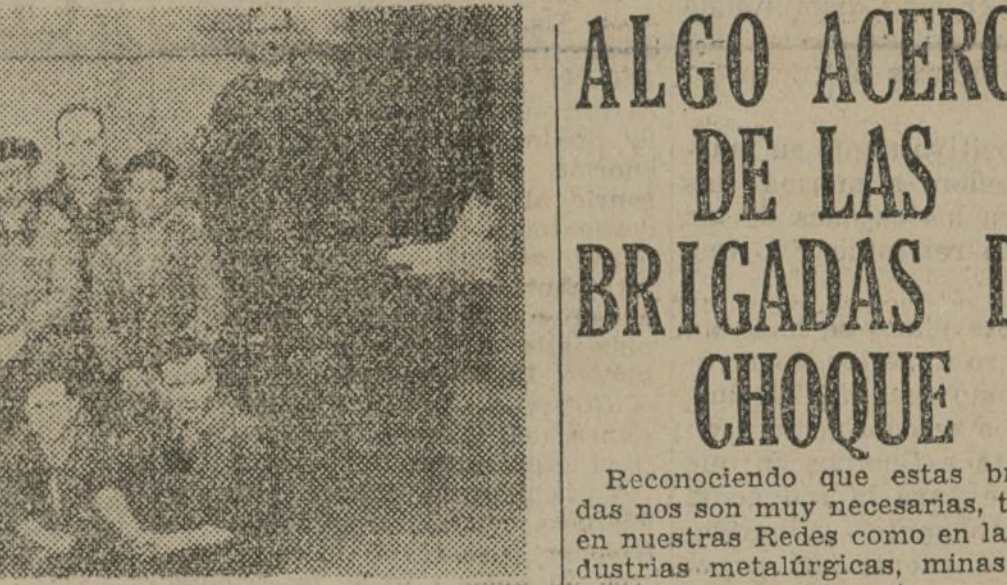 ALGO ACERC
DE LAS
BRIGADAS D
CHOQUE
Reconociendo que estas br
das nos son muy necesarias, t
en nuestras Redes como en la
dustrias metalúrgicas, minas